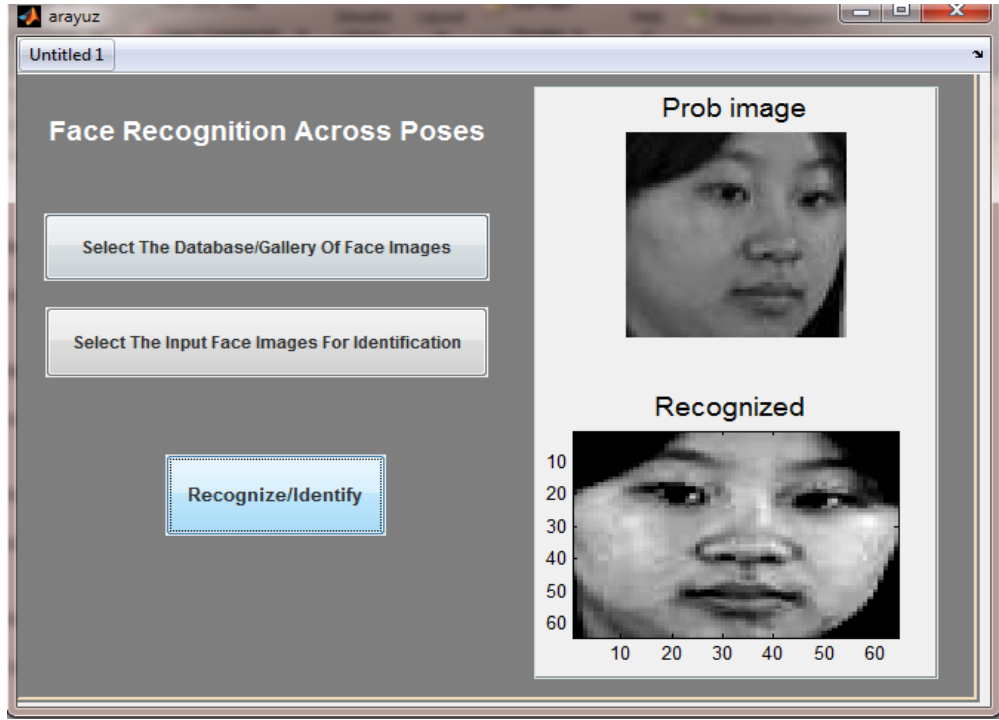 arayuz
Untitled 1
Face Recognition Across Poses
Select The Database/Gallery Of Face Images
Select The Input Face Images For Identification
Recognize/Identify
Prob image
Recognized
10
20
30
40
50
60
10 20 30 40 50 60